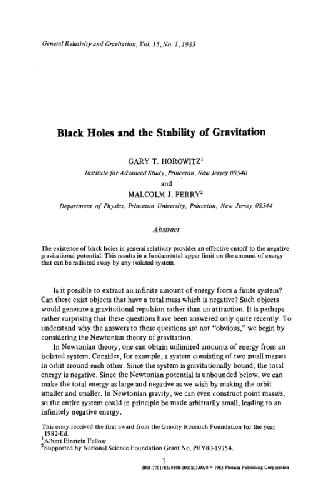 General Relativity and Gravitation, Vol. 15, No. 1, 1983
Black Holes and the Stability of Gravitation
GARY T. HOROWITZ¹
Institute for Advanced Study, Princeton, New Jersey 08540
and
MALCOLM J. PERRY²
Department of Physics, Princeton University, Princeton, New Jersey 08544
Abstract
The existence of black holes in general relativity provides an effective cutoff to the negative
gravitational potential. This results in a fundamental upper limit on the amount of energy
that can be radiated away by any isolated system.
Is it possible to extract an infinite amount of energy from a finite system?
Can there exist objects that have a total mass which is negative? Such objects
would generate a gravitational repulsion rather than an attraction. It is perhaps
rather surprising that these questions have been answered only quite recently. To
understand why the answers to these questions are not "obvious," we begin by
considering the Newtonian theory of gravitation.
In Newtonian theory, one can obtain unlimited amounts of energy from an
isolated system. Consider, for example, a system consisting of two small masses
in orbit around each other. Since the system is gravitationally bound, the total
energy is negative. Since the Newtonian potential is unbounded below, we can
make the total energy as large and negative as we wish by making the orbit
smaller and smaller. In Newtonian gravity, we can even construct point masses,
so the entire system could in principle be made arbitrarily small, leading to an
infinitely negative energy.
This essay received the first award from the Gravity Research Foundation for the year
1982-Ed.
¹Albert Einstein Fellow.
²Supported by National Science Foundation Grant No. PHY80-19754.
1
© 1983 Plenum Publishing Corporation